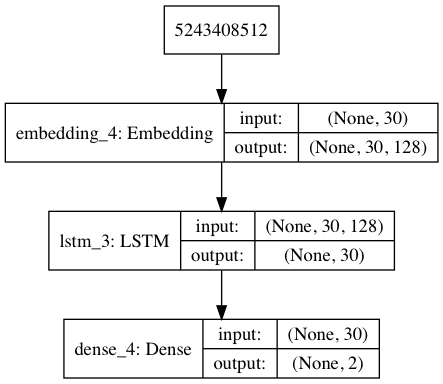 5243408512
embedding_4: Embedding
input: (None, 30)
output: (None, 30, 128)
lstm_3: LSTM
input: (None, 30, 128)
output: (None, 30)
dense_4: Dense
input: (None, 30)
output: (None, 2)